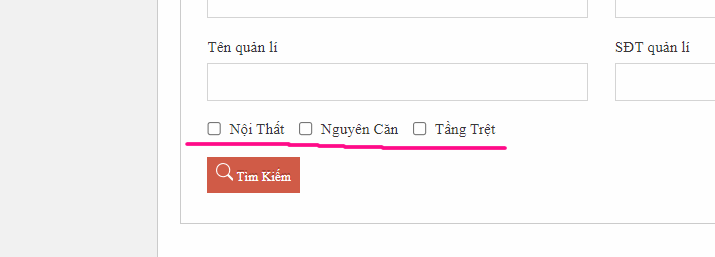 Tên quản lí SĐT quản lí
Nội Thất Nguyên Căn Tầng Trệt
Tìm Kiếm